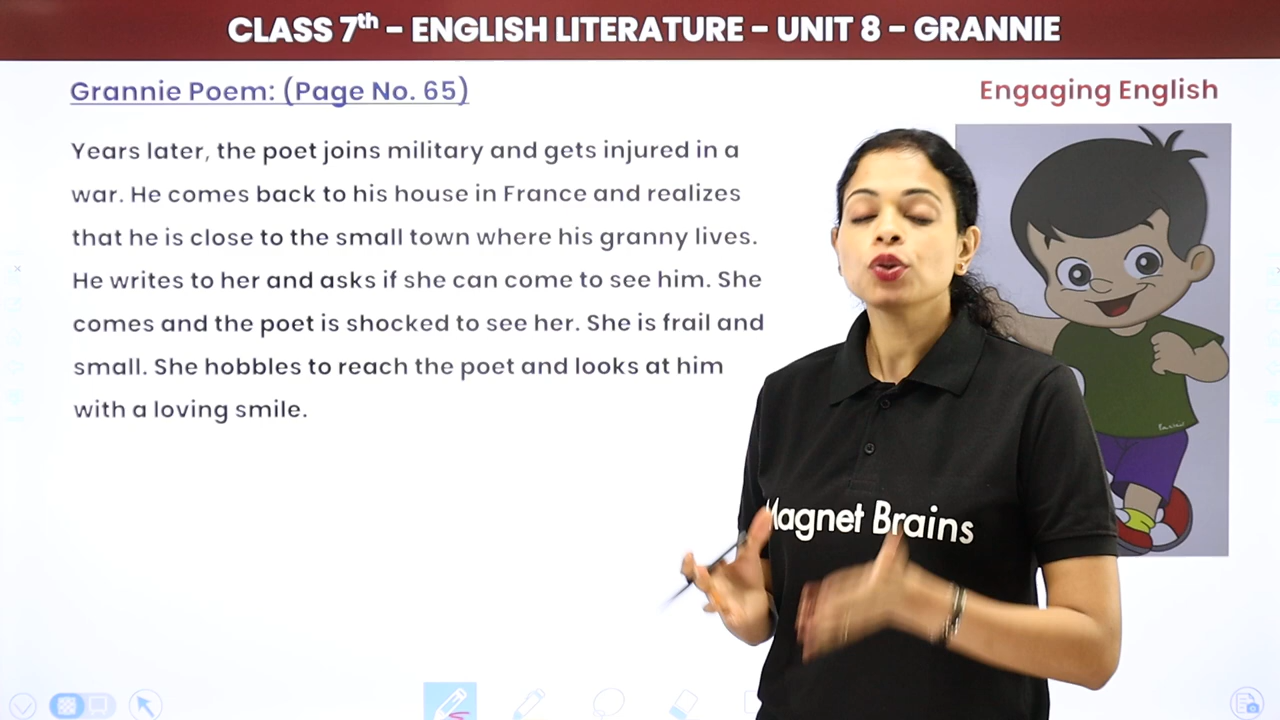 CLASS 7th - ENGLISH LITERATURE - UNIT 8 - GRANNIE
Grannie Poem: (Page No. 65)
Engaging English
Years later, the poet joins military and gets injured in a
war. He comes back to his house in France and realizes
that he is close to the small town where his granny lives.
He writes to her and asks if she can come to see him. She
comes and the poet is shocked to see her. She is frail and
small. She hobbles to reach the poet and looks at him
with a loving smile.
Magnet Brains